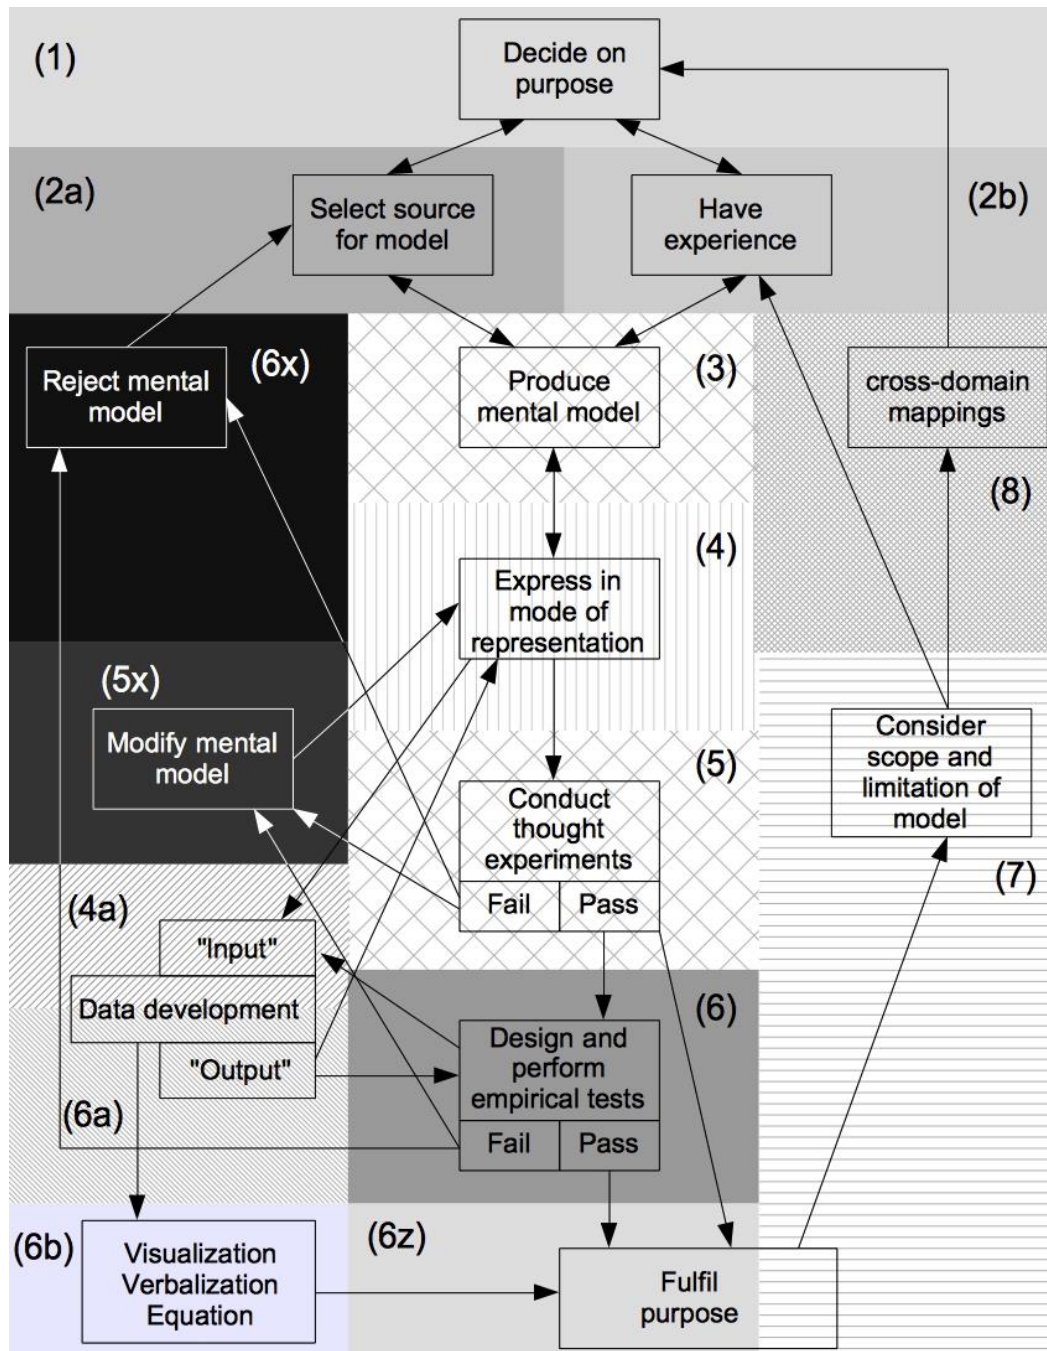 (1)
Decide on
purpose
(2a)
Select source
for model
Have
experience
(2b)
Reject mental
model
(6x)
Produce
mental model
(3)
cross-domain
mappings
(8)
(4)
Express in
mode of
representation
(5x)
Modify mental
model
(5)
Conduct
thought
experiments
Fail
Pass
Consider
scope and
limitation of
model
(7)
(4a)
"Input"
Data development
"Output"
(6a)
(6)
Design and
perform
empirical tests
Fail
Pass
(6b)
Visualization
Verbalization
Equation
(6z)
Fulfil
purpose